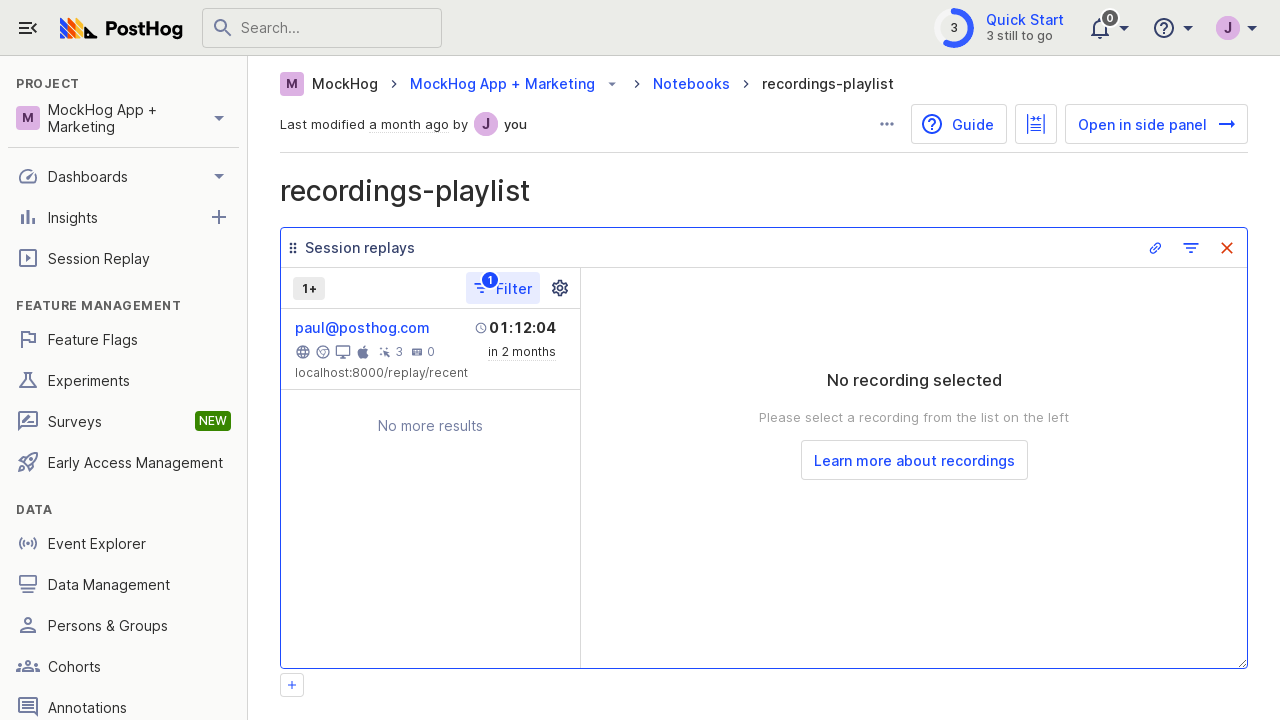 PostHog
Search...
3
Quick Start
3 still to go
0
J
PROJECT
M
MockHog App +
Marketing
Dashboards
Insights
Session Replay
FEATURE MANAGEMENT
Feature Flags
Experiments
Surveys
NEW
Early Access Management
DATA
Event Explorer
Data Management
Persons & Groups
Cohorts
Annotations
M MockHog
MockHog App + Marketing
Notebooks
recordings-playlist
Last modified a month ago by J you
Guide
Open in side panel
recordings-playlist
Session replays
1+
1
Filter
paul@posthog.com
01:12:04
3
0
in 2 months
localhost:8000/replay/recent
No more results
No recording selected
Please select a recording from the list on the left
Learn more about recordings